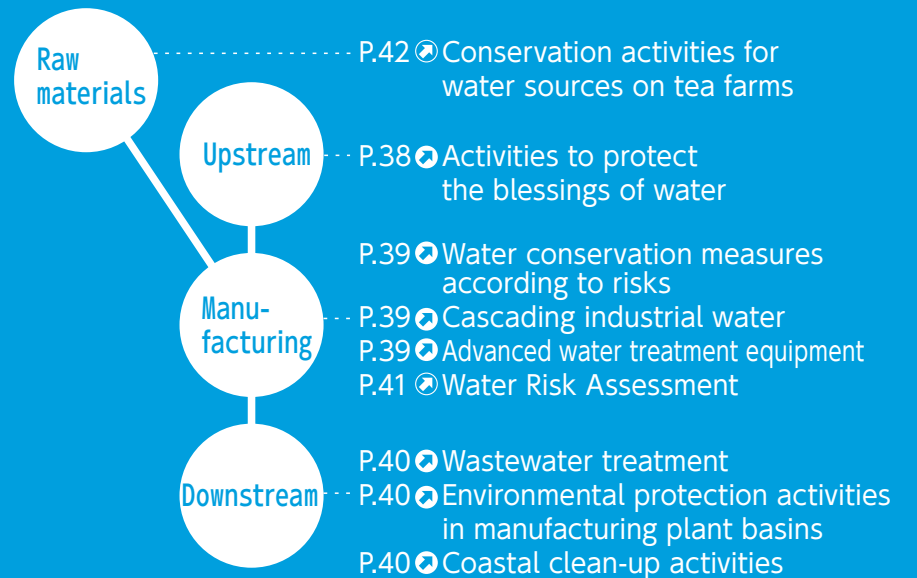 Raw
materials
P.42 Conservation activities for
water sources on tea farms
Upstream
P.38 Activities to protect
the blessings of water
Manu-
facturing
P.39 Water conservation measures
according to risks
P.39 Cascading industrial water
P.39 Advanced water treatment equipment
P.41 Water Risk Assessment
Downstream
P.40 Wastewater treatment
P.40 Environmental protection activities
in manufacturing plant basins
P.40 Coastal clean-up activities